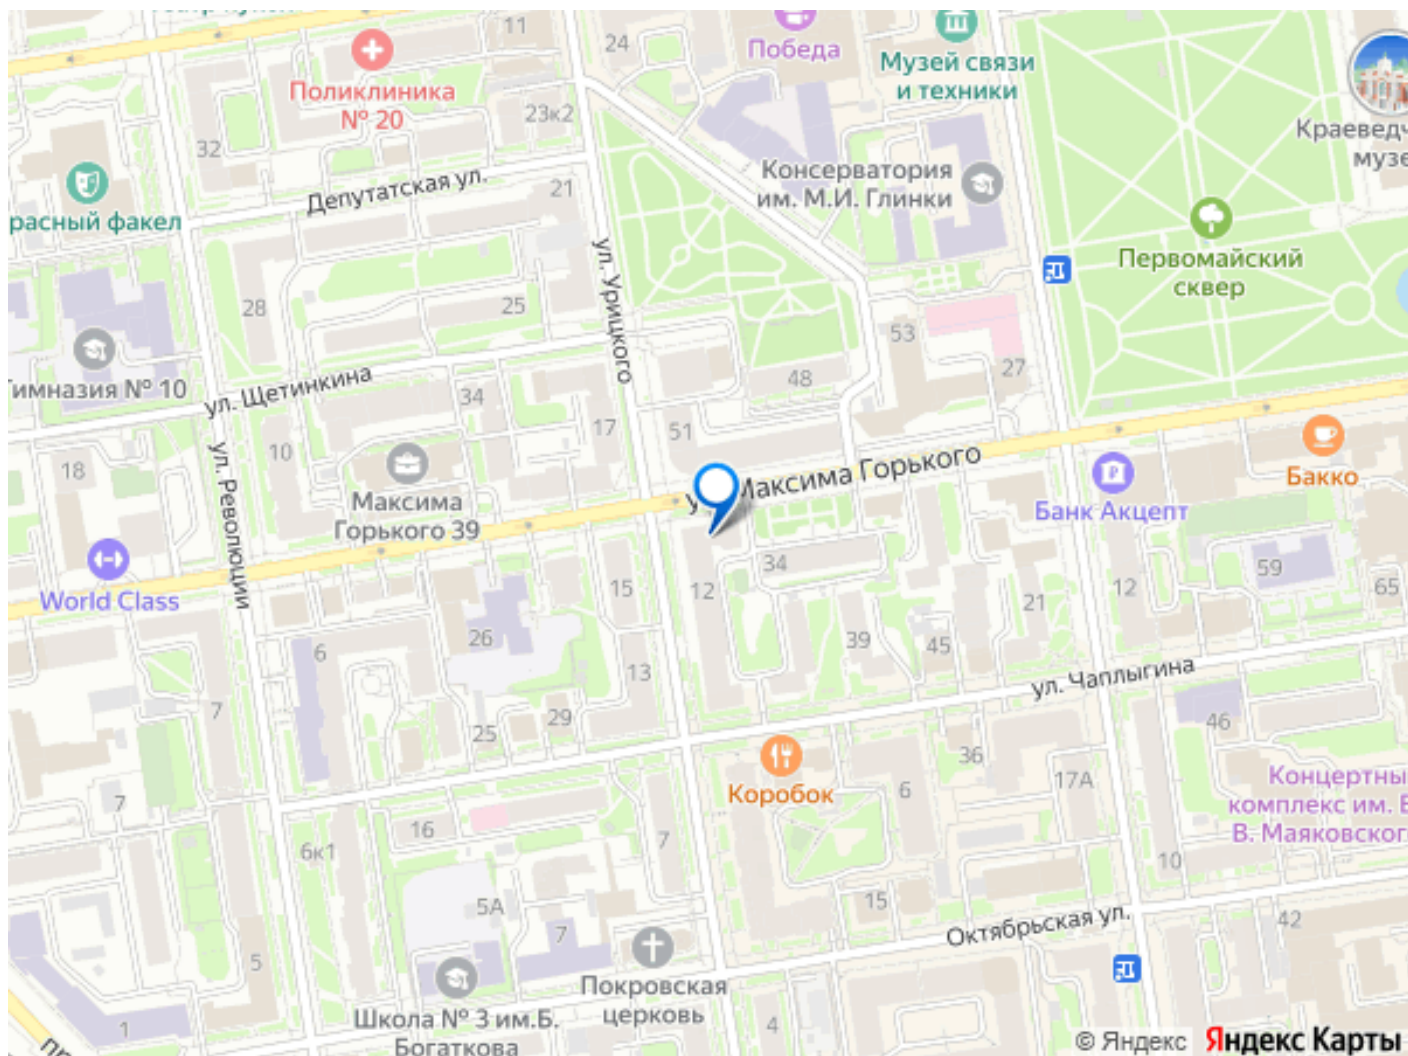 11
24
Победа
Музей связи
и техники
Поликлиника
№ 20
23к2
32
Краеведч
музе
Консерватория
им. М.И. Глинки
Депутатская ул.
21
расный факел
Первомайский
сквер
ул. Урицкого
28
25
53
27
имназия № 10
ул. Щетинкина
34
48
17
51
10
18
ул. Революции
Максима
Горького 39
ул. Максима Горького
Бакко
Банк Акцепт
World Class
15
12
34
59
12
65
21
26
39
45
6
13
ул. Чаплыгина
7
25
29
46
36
Коробок
6
17А
Концертны
комплекс им. В
В. Маяковског
7
16
7
6к1
10
5А
15
7
Октябрьская ул.
42
5
Покровская
церковь
Школа № 3 им.Б.
Богаткова
1
4
пр
© Яндекс Яндекс Карты